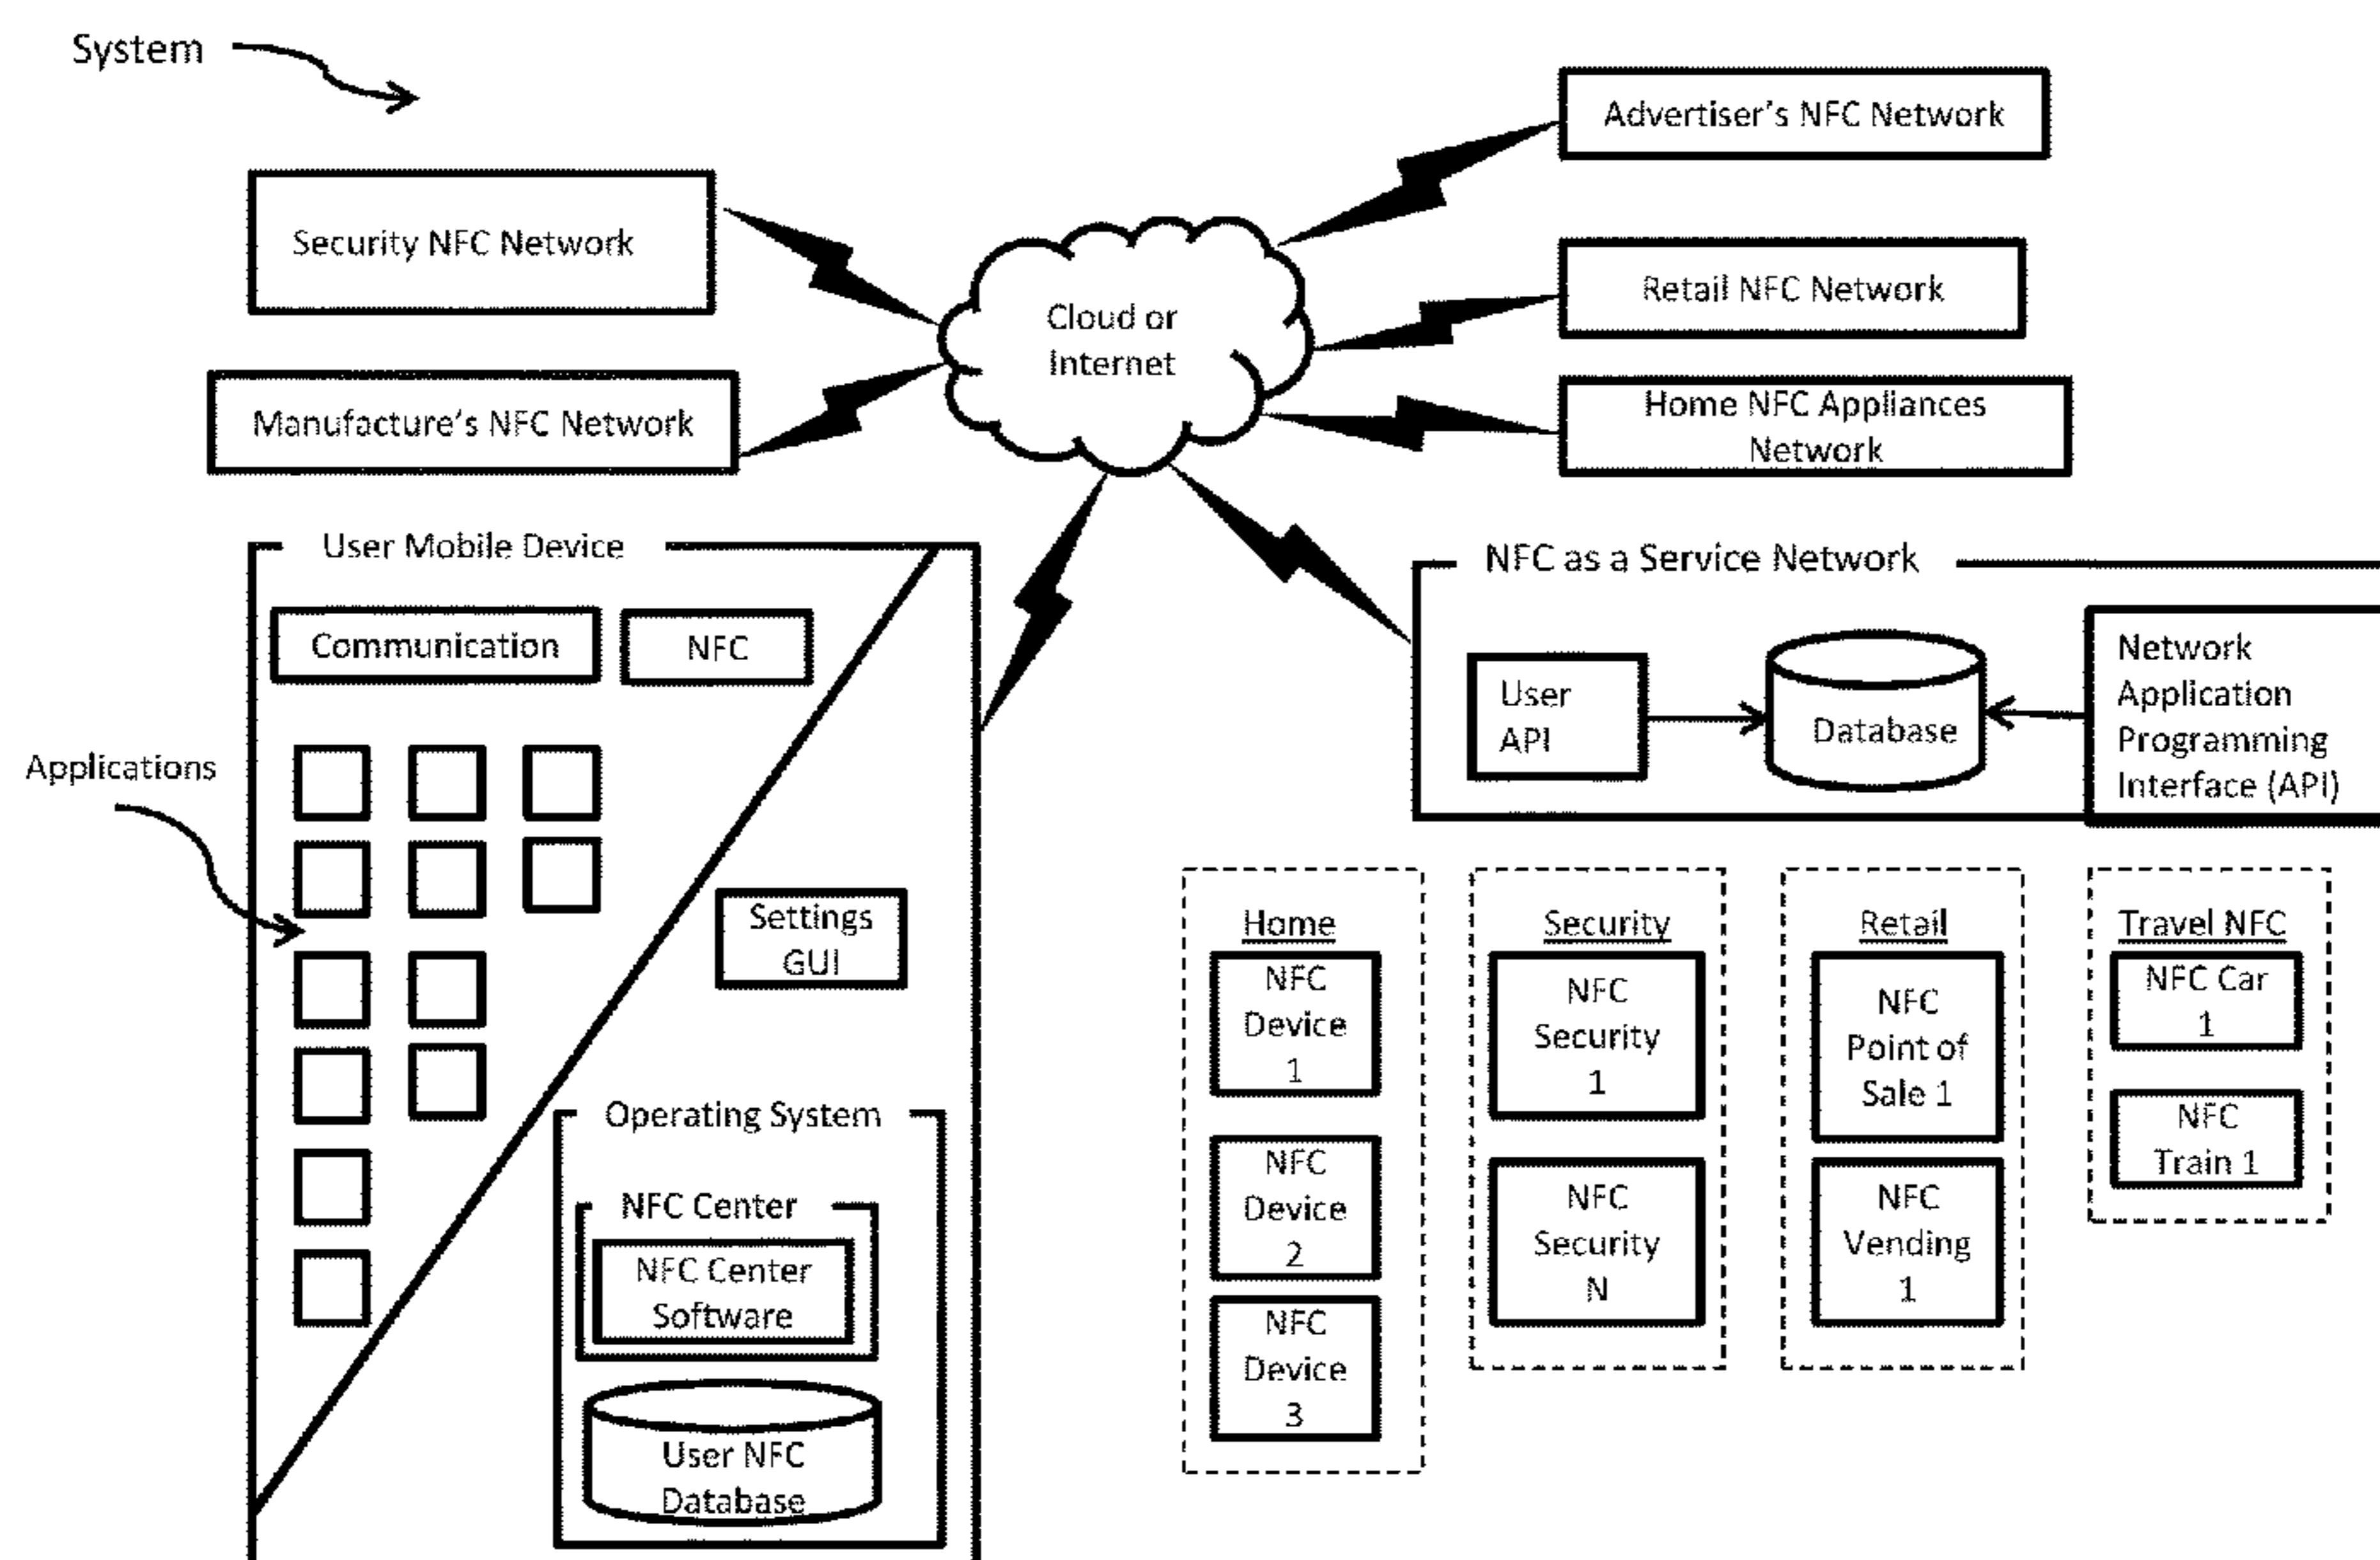 System
Advertiser's NFC Network
Security NFC Network
Cloud or
Internet
Retail NFC Network
Manufacture's NFC Network
Home NFC Appliances
Network
User Mobile Device
Communication
NFC
Applications
Settings
GUI
Operating System
NFC Center
NFC Center
Software
User NFC
Database
NFC as a Service Network
User
API
Database
Network
Application
Programming
Interface (API)
Home
NFC
Device
1
NFC
Device
2
NFC
Device
3
Security
NFC
Security
1
NFC
Security
N
Retail
NFC
Point of
Sale 1
NFC
Vending
1
Travel NFC
NFC Car
1
NFC
Train 1